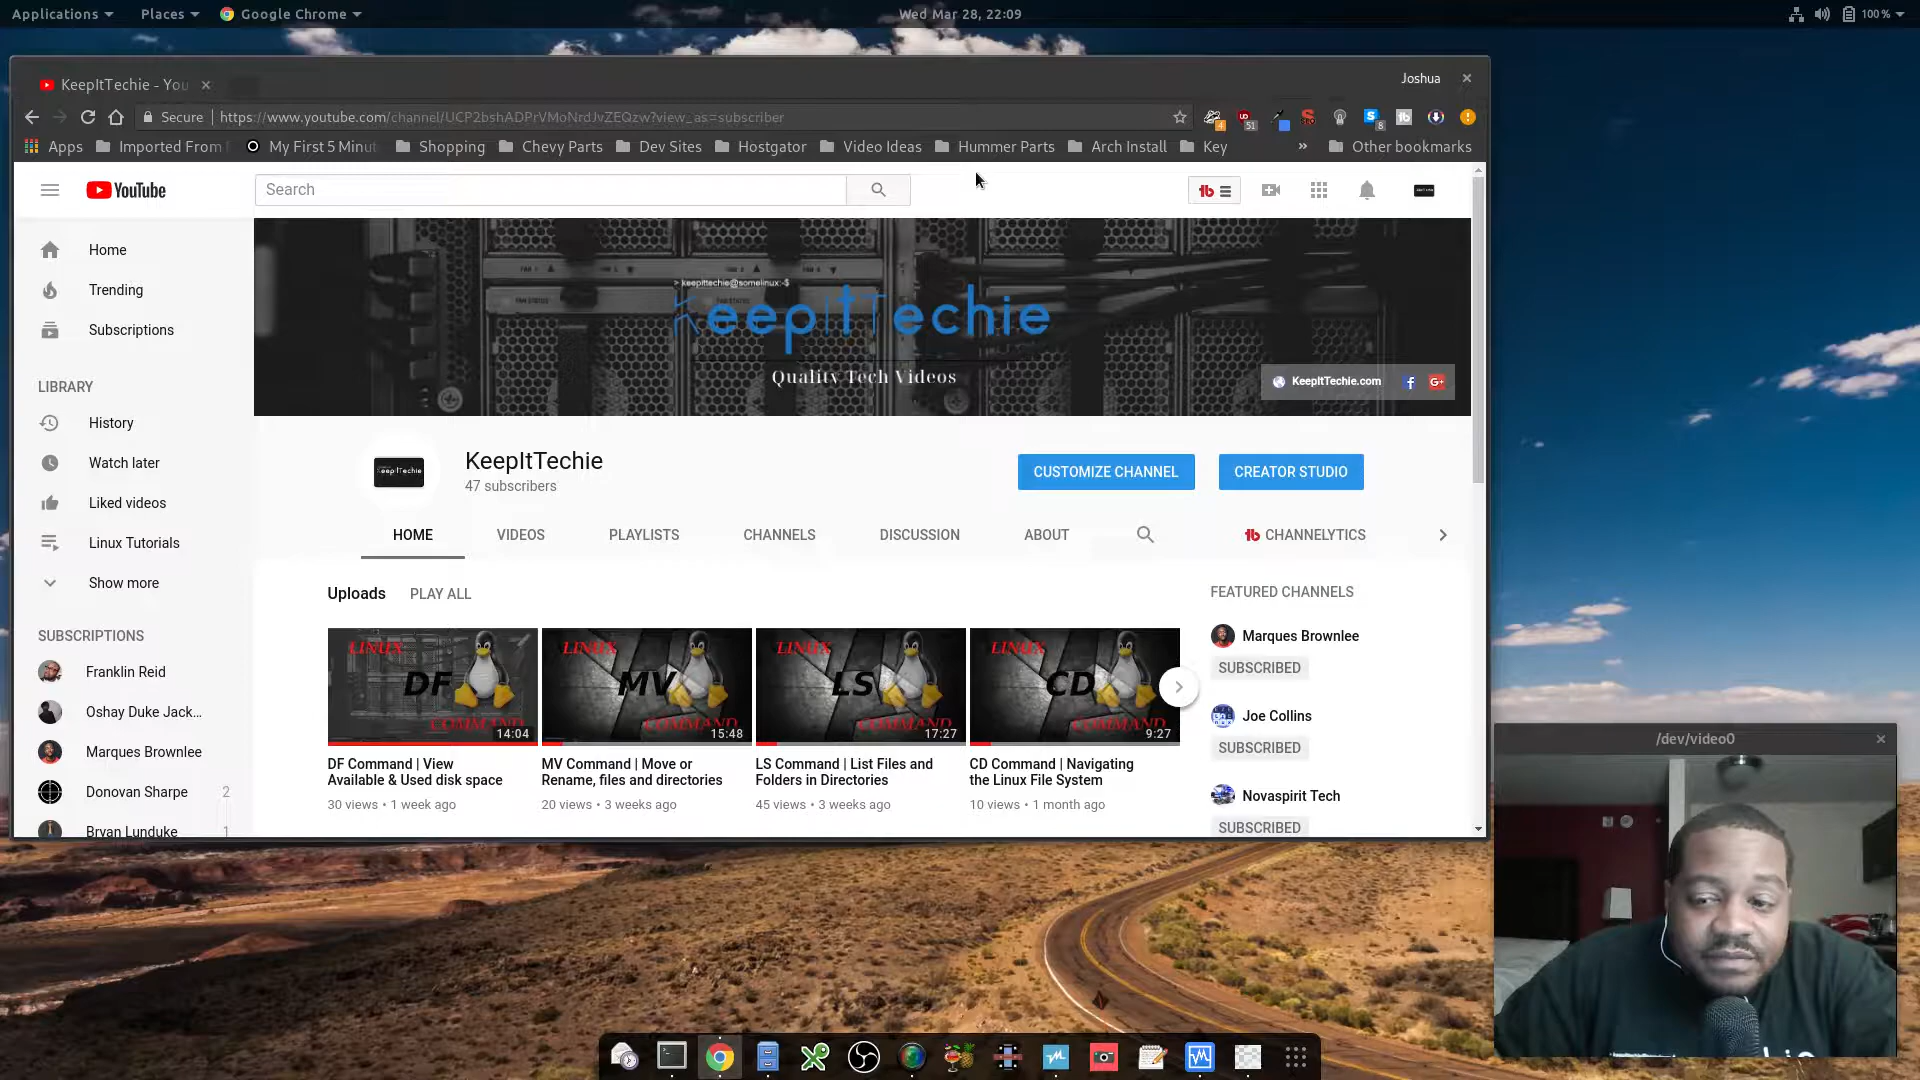 Applications
Places
Google Chrome
Wed Mar 28, 22:09
100 %
KeepItTechie - You
Joshua
Secure
https://www.youtube.com/channel/UCP2bshADPrVMoNrdJvZEQzw?view_as=subscriber
4
51
8
Apps
Imported From
My First 5 Minut
Shopping
Chevy Parts
Dev Sites
Hostgator
Video Ideas
Hummer Parts
Arch Install
Key
»
Other bookmarks
YouTube
Search
tb
Home
Trending
Subscriptions
LIBRARY
History
Watch later
Liked videos
Linux Tutorials
Show more
SUBSCRIPTIONS
Franklin Reid
Oshay Duke Jack...
Marques Brownlee
Donovan Sharpe 2
Bryan Lunduke 1
> keepittechie@somelinux:~$
KeepItTechie
Quality Tech Videos
KeepItTechie.com
KeepItTechie
47 subscribers
CUSTOMIZE CHANNEL
CREATOR STUDIO
HOME
VIDEOS
PLAYLISTS
CHANNELS
DISCUSSION
ABOUT
CHANNELYTICS
Uploads
PLAY ALL
LINUX
DF
COMMAND
14:04
LINUX
MV
COMMAND
15:48
LINUX
LS
COMMAND
17:27
LINUX
CD
COMMAND
9:27
DF Command | View
Available & Used disk space
30 views • 1 week ago
MV Command | Move or
Rename, files and directories
20 views • 3 weeks ago
LS Command | List Files and
Folders in Directories
45 views • 3 weeks ago
CD Command | Navigating
the Linux File System
10 views • 1 month ago
FEATURED CHANNELS
Marques Brownlee
SUBSCRIBED
Joe Collins
SUBSCRIBED
Novaspirit Tech
SUBSCRIBED
/dev/video0